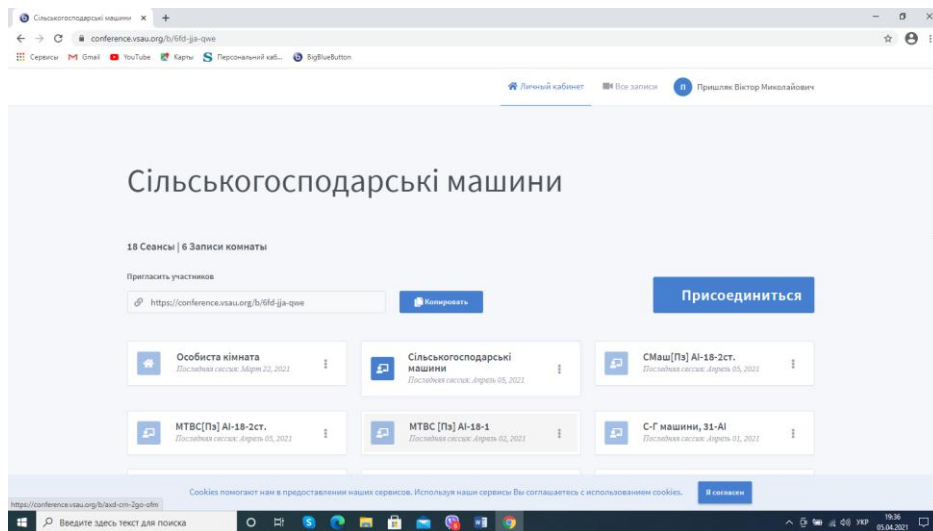 Сільськогосподарські машини
conference.vsau.org/b/6fd-jja-qwe
Сервисы Gmail YouTube Карты Персональний каб... BigBlueButton
Личный кабинет Все записи П Пришляк Віктор Миколайович
Сільськогосподарські машини
18 Сеансы | 6 Записи комнаты
Пригласить участников
https://conference.vsau.org/b/6fd-jja-qwe Копировать Присоединиться
Особиста кімната
Последняя сессия: Март 22, 2021
Сільськогосподарські
машини
Последняя сессия: Апрель 05, 2021
СМаш[Пз] АІ-18-2ст.
Последняя сессия: Апрель 05, 2021
МТВС[Пз] АІ-18-2ст.
Последняя сессия: Апрель 05, 2021
МТВС [Пз] АІ-18-1
Последняя сессия: Апрель 02, 2021
С-Г машини, 31-АІ
Последняя сессия: Апрель 01, 2021
Cookies помогают нам в предоставлении наших сервисов. Используя наши сервисы Вы соглашаетесь с использованием cookies. Я согласен
https://conference.vsau.org/b/axd-crn-2go-ofm
Введите здесь текст для поиска
УКР
19:36
05.04.2021